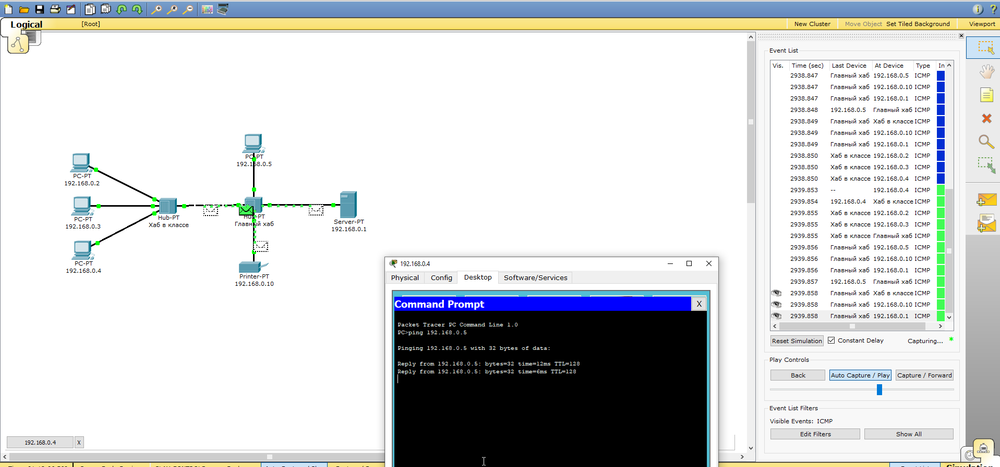 Logical
[Root]
New Cluster
Move Object
Set Tiled Background
Viewport
PC-PT
192.168.0.5
PC-PT
192.168.0.2
PC-PT
192.168.0.3
PC-PT
192.168.0.4
Hub-PT
Хаб в классе
Hub-PT
Главный хаб
Server-PT
192.168.0.1
Printer-PT
192.168.0.10
192.168.0.4
X
192.168.0.4
Physical
Config
Desktop
Software/Services
Command Prompt
X
Packet Tracer PC Command Line 1.0
PC>ping 192.168.0.5
Pinging 192.168.0.5 with 32 bytes of data:
Reply from 192.168.0.5: bytes=32 time=12ms TTL=128
Reply from 192.168.0.5: bytes=32 time=6ms TTL=128
Event List
Vis. Time (sec) Last Device At Device Type In
2938.847 Главный хаб 192.168.0.5 ICMP
2938.847 Главный хаб 192.168.0.10 ICMP
2938.847 Главный хаб 192.168.0.1 ICMP
2938.848 192.168.0.5 Главный хаб ICMP
2938.849 Главный хаб Хаб в классе ICMP
2938.849 Главный хаб 192.168.0.10 ICMP
2938.849 Главный хаб 192.168.0.1 ICMP
2938.850 Хаб в классе 192.168.0.2 ICMP
2938.850 Хаб в классе 192.168.0.3 ICMP
2938.850 Хаб в классе 192.168.0.4 ICMP
2939.853 -- 192.168.0.4 ICMP
2939.854 192.168.0.4 Хаб в классе ICMP
2939.855 Хаб в классе 192.168.0.2 ICMP
2939.855 Хаб в классе 192.168.0.3 ICMP
2939.855 Хаб в классе Главный хаб ICMP
2939.856 Главный хаб 192.168.0.5 ICMP
2939.856 Главный хаб 192.168.0.10 ICMP
2939.856 Главный хаб 192.168.0.1 ICMP
2939.857 192.168.0.5 Главный хаб ICMP
2939.858 Главный хаб Хаб в классе ICMP
2939.858 Главный хаб 192.168.0.10 ICMP
2939.858 Главный хаб 192.168.0.1 ICMP
Reset Simulation
Constant Delay
Capturing... *
Play Controls
Back
Auto Capture / Play
Capture / Forward
Event List Filters
Visible Events: ICMP
Edit Filters
Show All
Simulation